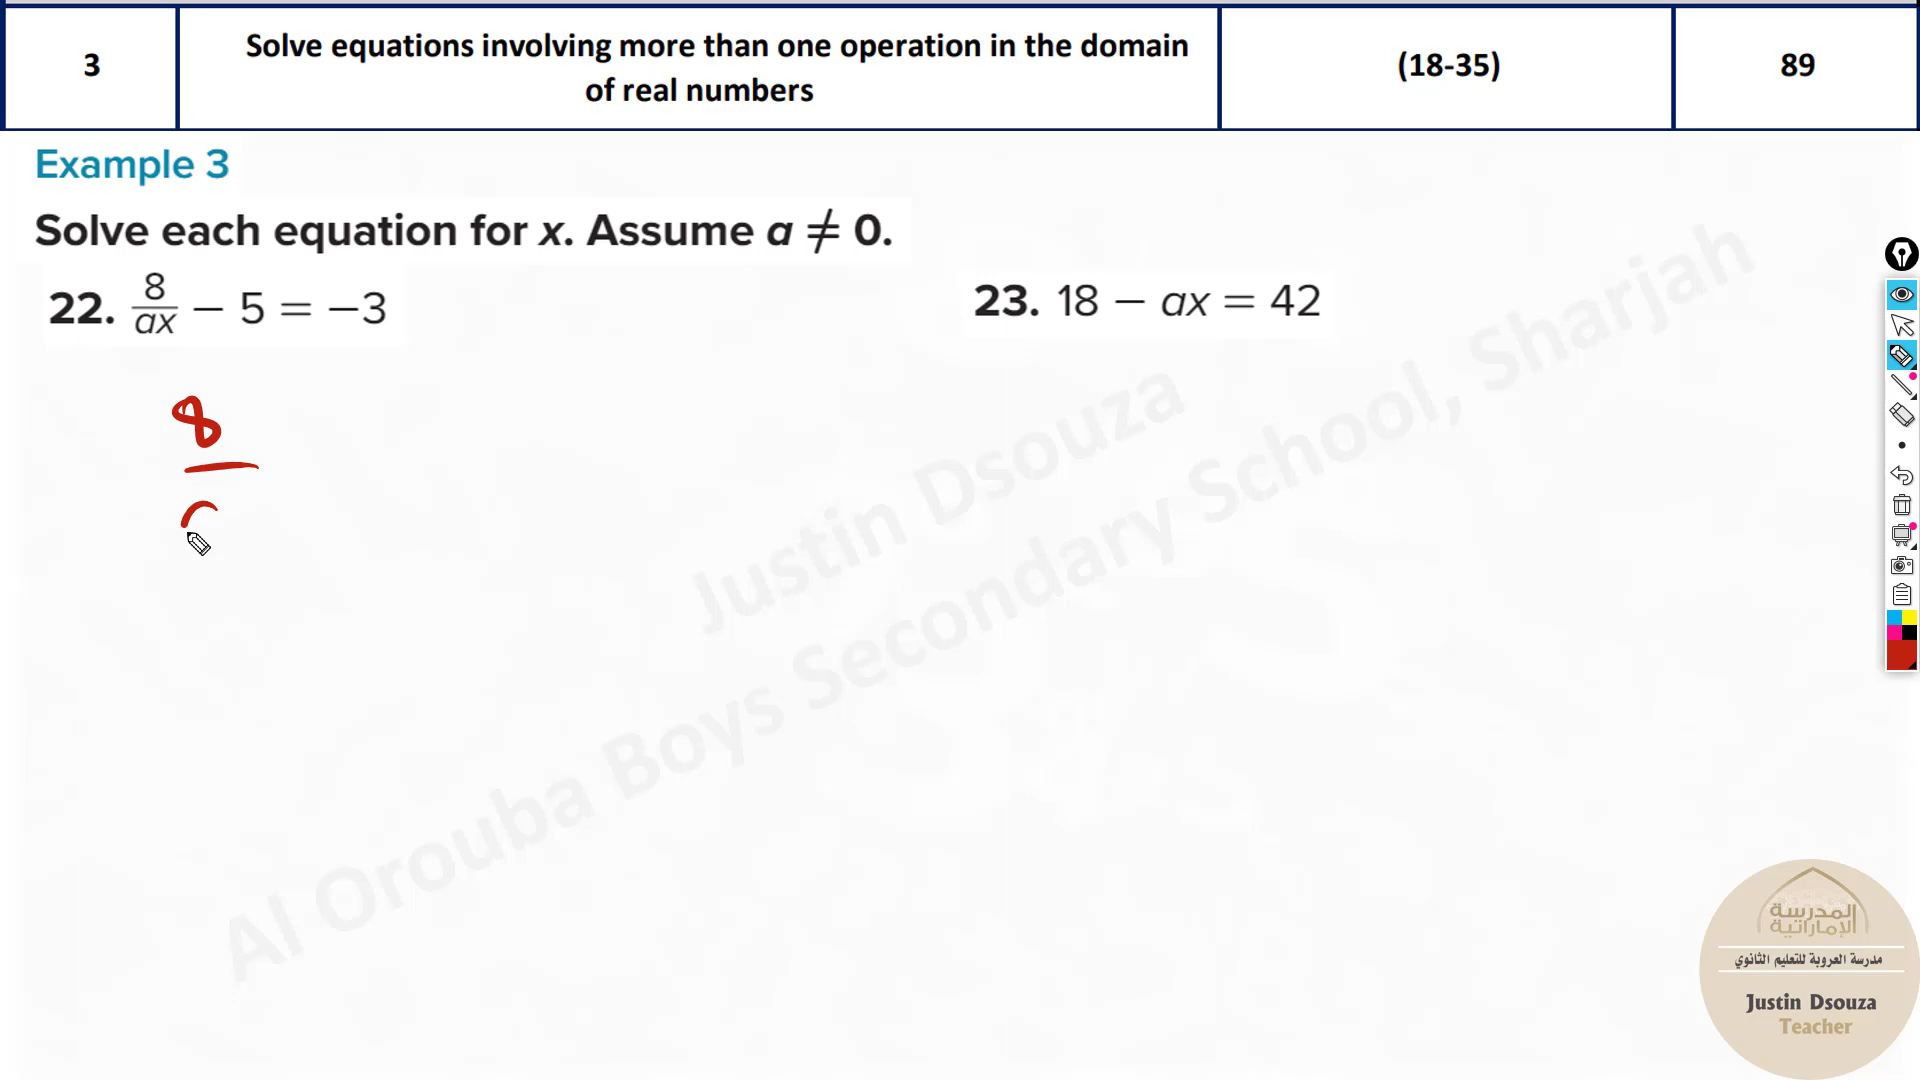 3
Solve equations involving more than one operation in the domain
of real numbers
(18-35)
89
Example 3
Solve each equation for x. Assume a ≠ 0.
22. 8/ax − 5 = −3
23. 18 − ax = 42
8
Justin Dsouza
Al Orouba Boys Secondary School, Sharjah
المدرسة
الإماراتية
مدرسة العروبة للتعليم الثانوي
Justin Dsouza
Teacher